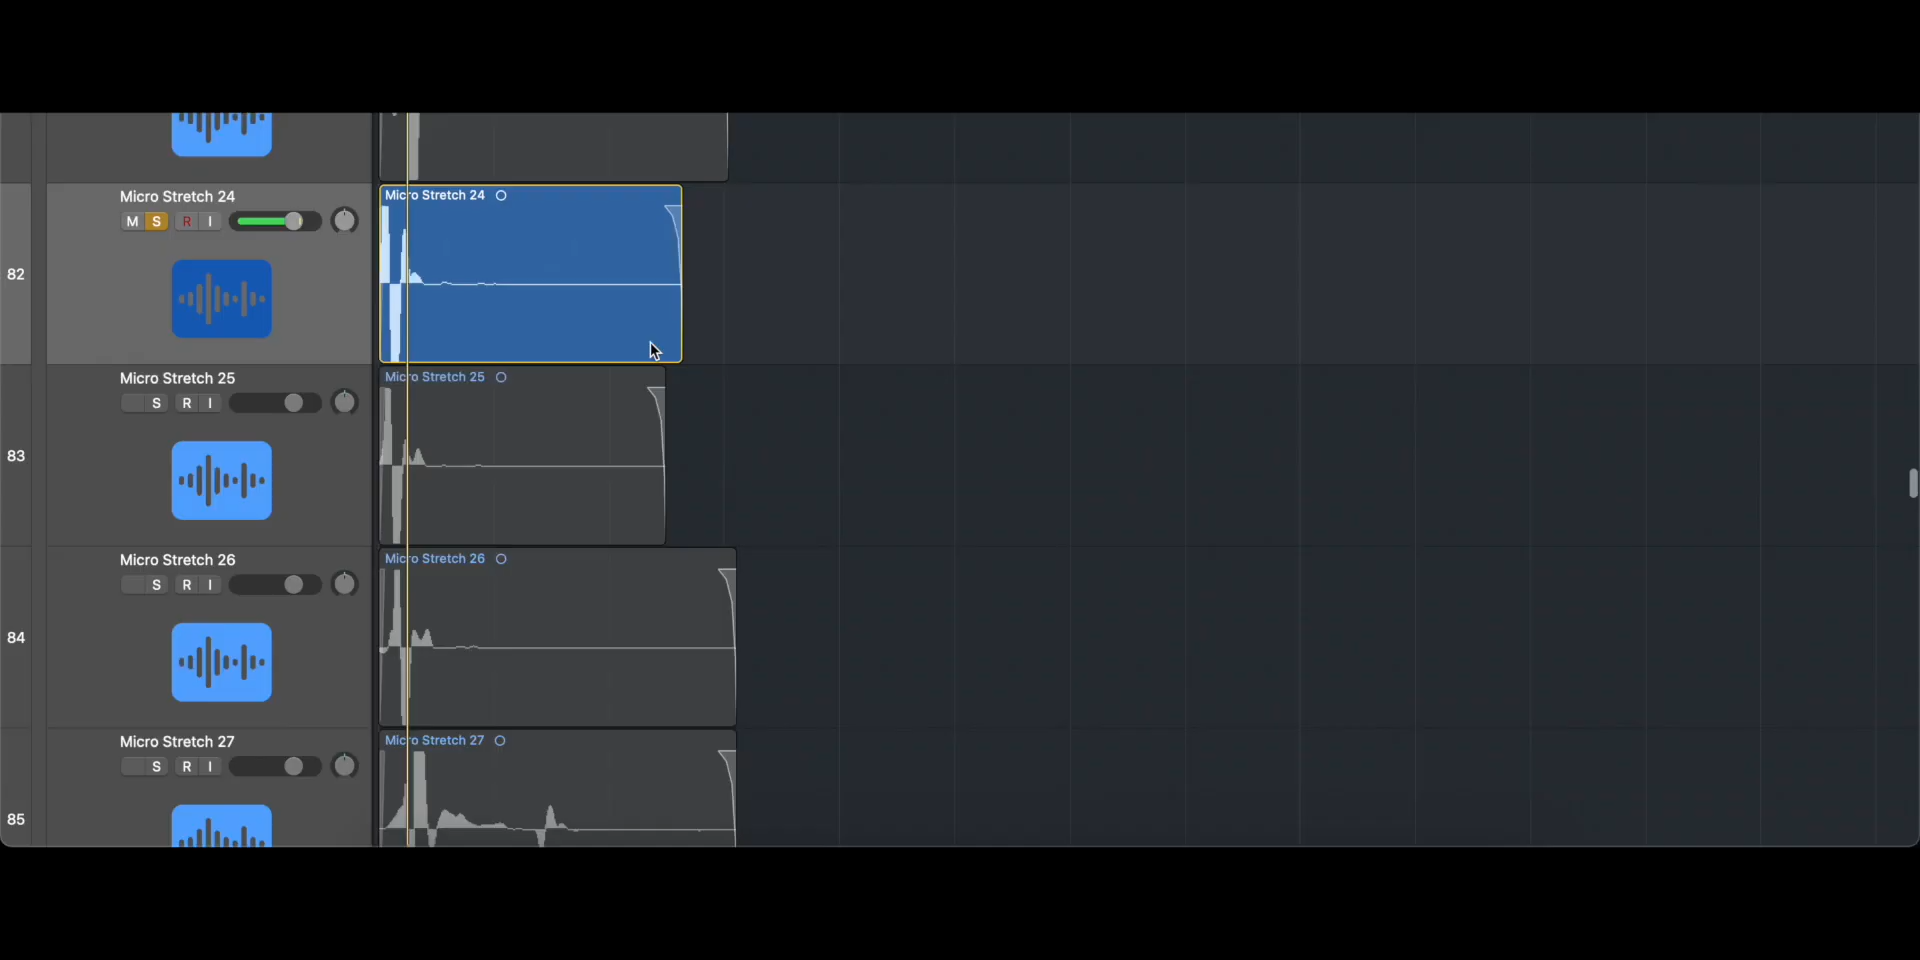 Micro Stretch 24
M S R I
82
Micro Stretch 24
Micro Stretch 25
S R I
83
Micro Stretch 25
Micro Stretch 26
S R I
84
Micro Stretch 26
Micro Stretch 27
S R I
85
Micro Stretch 27